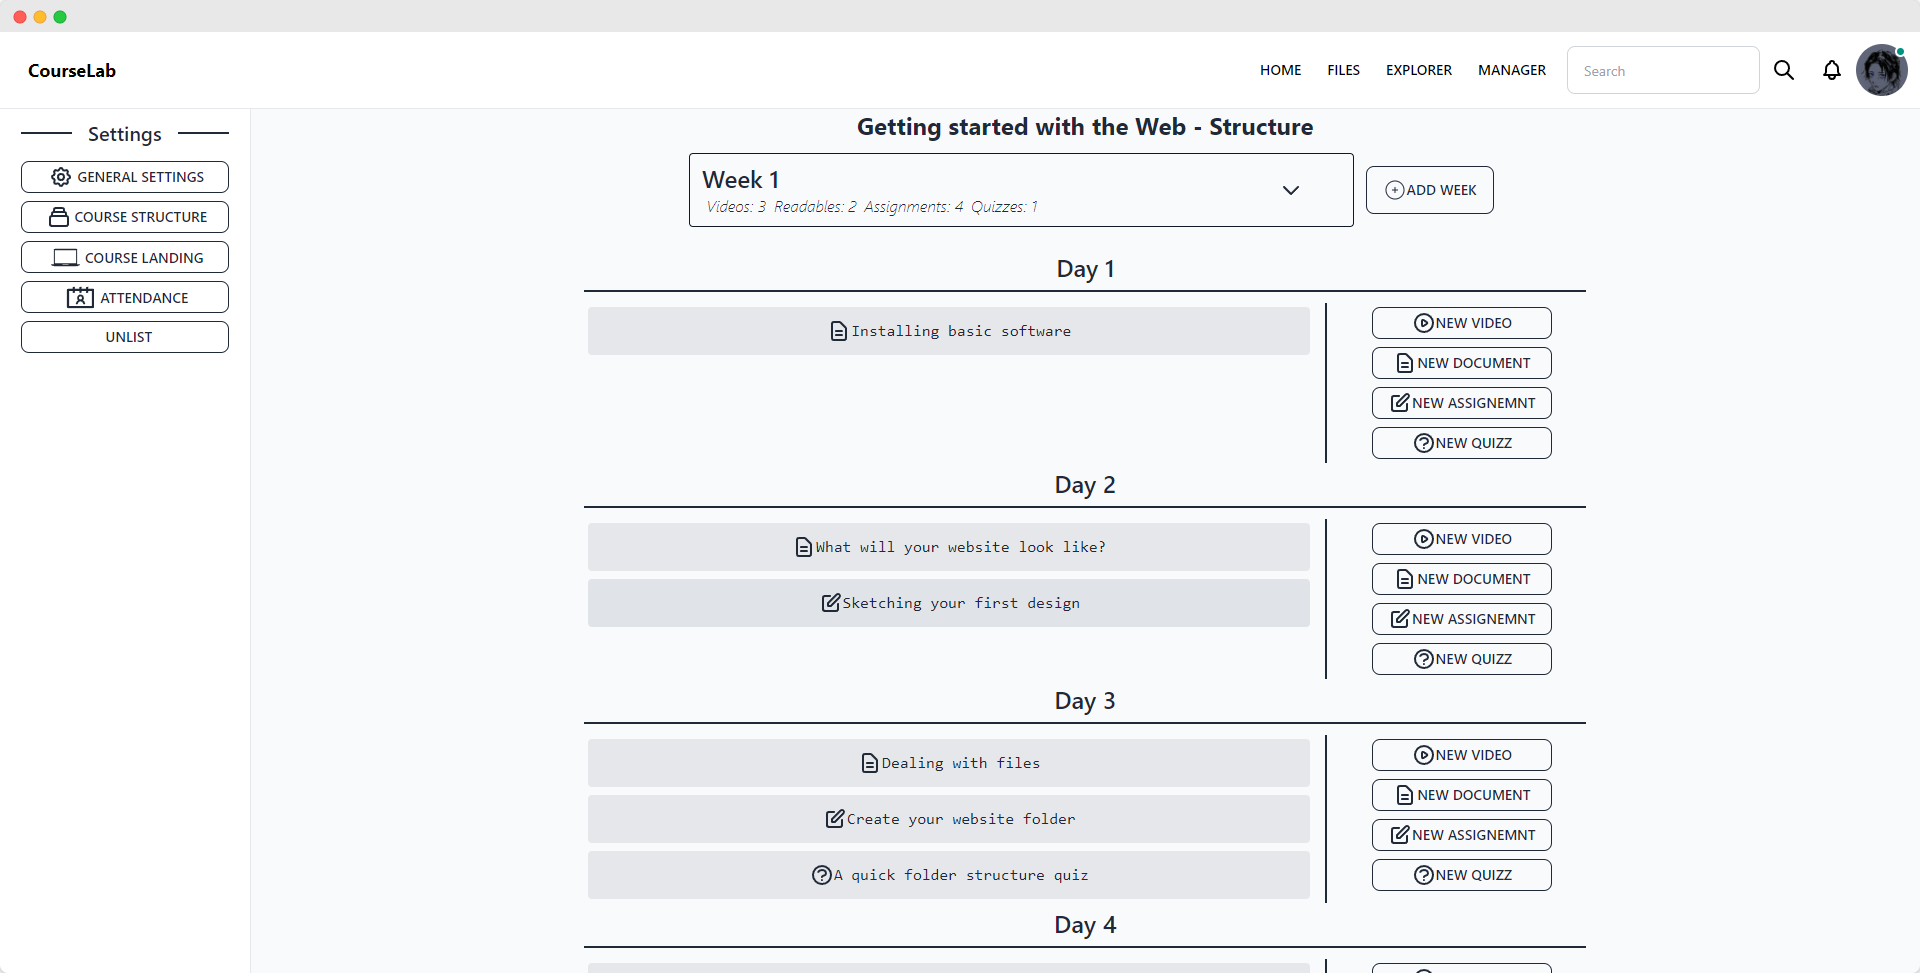 CourseLab
HOME FILES EXPLORER MANAGER Search
Settings
GENERAL SETTINGS
COURSE STRUCTURE
COURSE LANDING
ATTENDANCE
UNLIST
Getting started with the Web - Structure
Week 1
Videos: 3 Readables: 2 Assignments: 4 Quizzes: 1
ADD WEEK
Day 1
Installing basic software
NEW VIDEO
NEW DOCUMENT
NEW ASSIGNEMNT
NEW QUIZZ
Day 2
What will your website look like?
Sketching your first design
NEW VIDEO
NEW DOCUMENT
NEW ASSIGNEMNT
NEW QUIZZ
Day 3
Dealing with files
Create your website folder
A quick folder structure quiz
NEW VIDEO
NEW DOCUMENT
NEW ASSIGNEMNT
NEW QUIZZ
Day 4